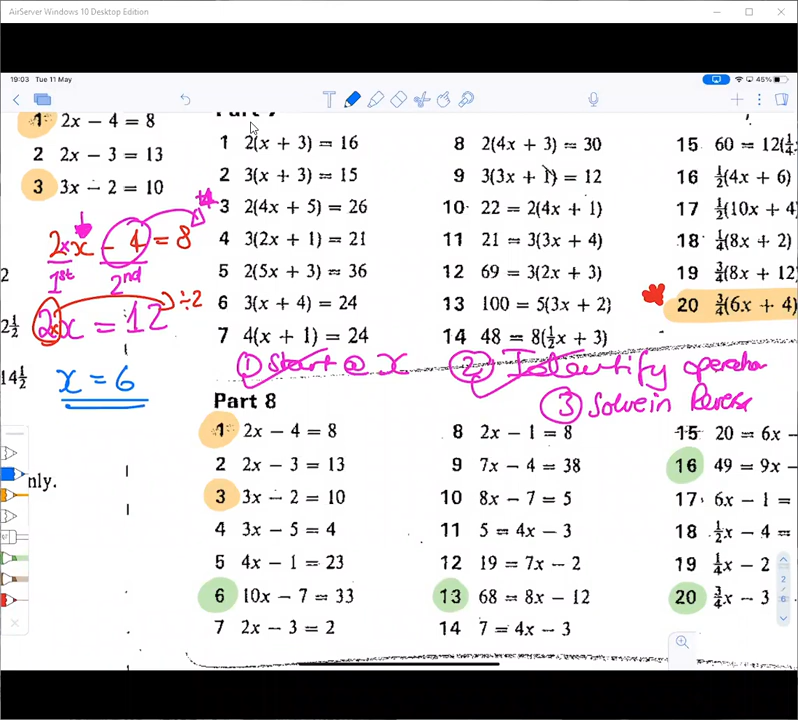 AirServer Windows 10 Desktop Edition
19:03 Tue 11 May
45%
T
Part 7
1 2x − 4 = 8
2 2x − 3 = 13
3 3x − 2 = 10
2x x − 4 = 8
+4
1st 2nd
2x x = 12
÷2
x = 6
2
2½
14½
nly.
1 2(x + 3) = 16
2 3(x + 3) = 15
3 2(4x + 5) = 26
4 3(2x + 1) = 21
5 2(5x + 3) = 36
6 3(x + 4) = 24
7 4(x + 1) = 24
8 2(4x + 3) = 30
9 3(3x + 1) = 12
10 22 = 2(4x + 1)
11 21 = 3(3x + 4)
12 69 = 3(2x + 3)
13 100 = 5(3x + 2)
14 48 = 8(½x + 3)
15 60 = 12(¼
16 ½(4x + 6)
17 ½(10x + 4)
18 ¼(8x + 2)
19 ¾(8x + 12
20 ¾(6x + 4)
① Start @ x
② Identify operation
③ Solve in Reverse
Part 8
1 2x − 4 = 8
2 2x − 3 = 13
3 3x − 2 = 10
4 3x − 5 = 4
5 4x − 1 = 23
6 10x − 7 = 33
7 2x − 3 = 2
8 2x − 1 = 8
9 7x − 4 = 38
10 8x − 7 = 5
11 5 = 4x − 3
12 19 = 7x − 2
13 68 = 8x − 12
14 7 = 4x − 3
15 20 = 6x −
16 49 = 9x −
17 6x − 1 =
18 ½x − 4 =
19 ¼x − 2
20 ¾x − 3
2
6